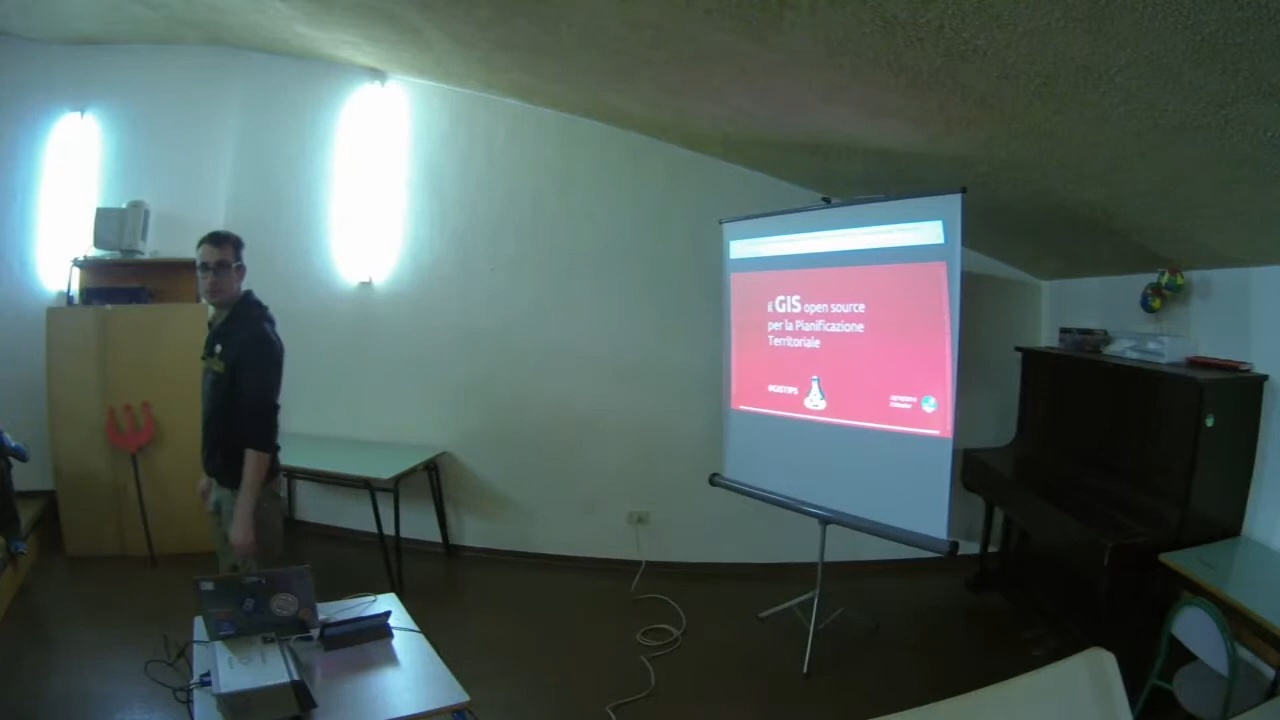 il GIS open source
per la Pianificazione
Territoriale
#GISTIPS